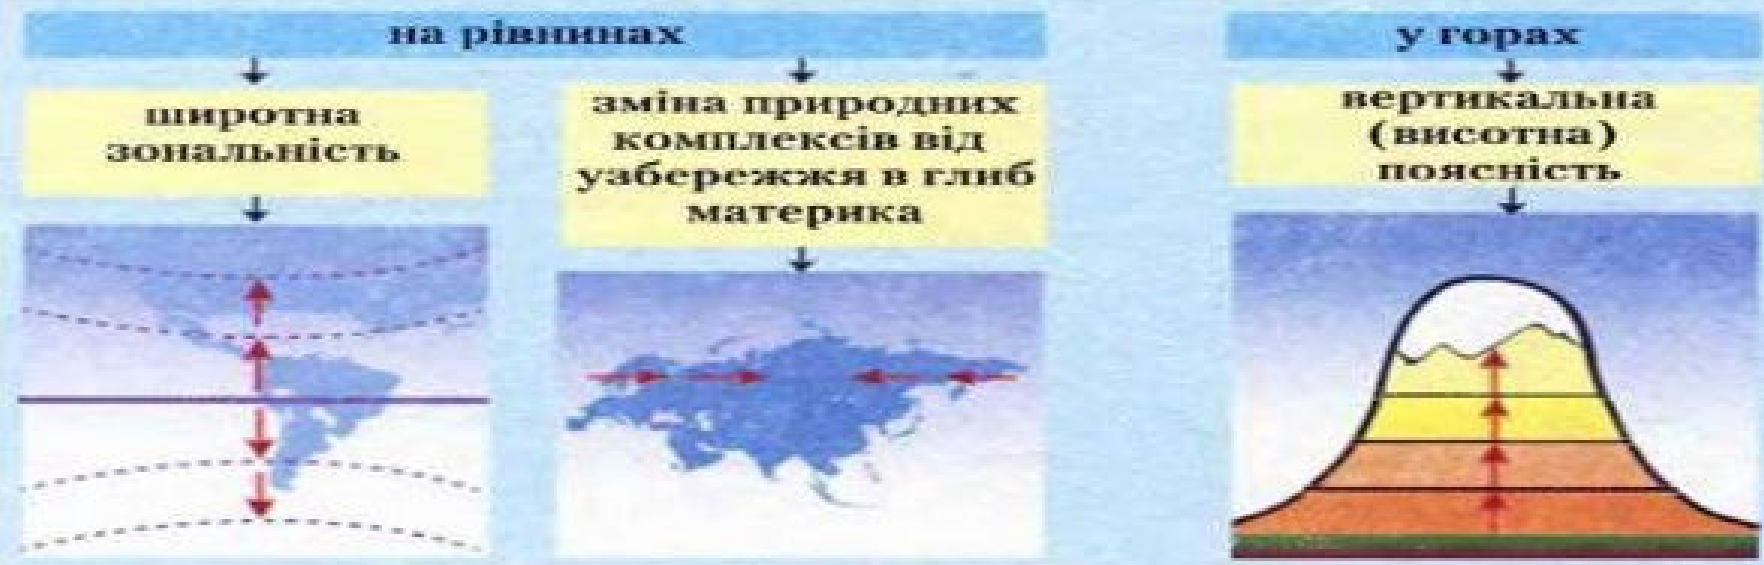 на рівнинах
широтна
зональність
зміна природних
комплексів від
узбережжя в глиб
материка
у горах
вертикальна
(висотна)
поясність